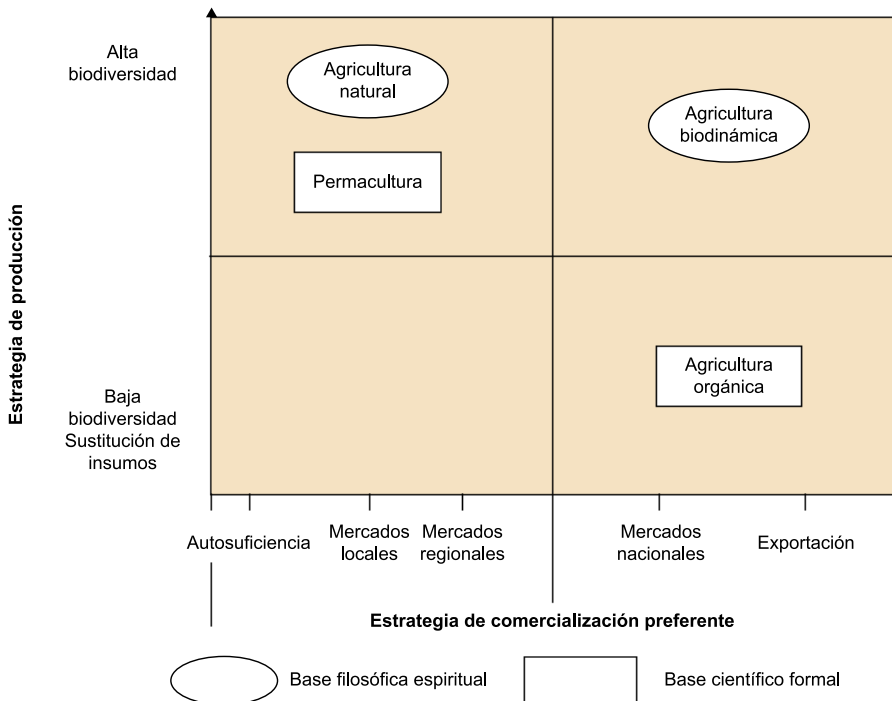 Alta
biodiversidad
Agricultura
natural
Agricultura
biodinámica
Permacultura
Estrategia de producción
Agricultura
orgánica
Baja
biodiversidad
Sustitución de
insumos
Autosuficiencia
Mercados
locales
Mercados
regionales
Mercados
nacionales
Exportación
Estrategia de comercialización preferente
Base filosófica espiritual
Base científico formal